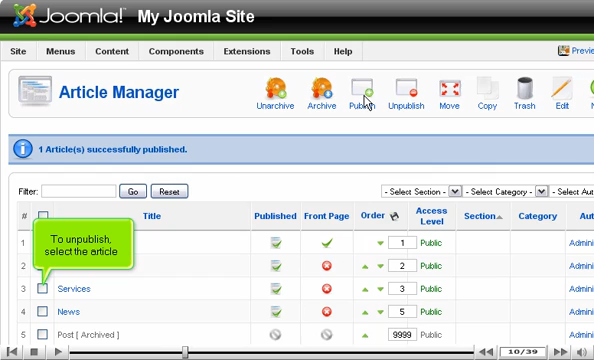 Joomla!™ My Joomla Site
Site Menus Content Components Extensions Tools Help Previe
Article Manager
Unarchive Archive Publish Unpublish Move Copy Trash Edit N
1 Article(s) successfully published.
Filter: Go Reset - Select Section - - Select Category - - Select Aut
# Title Published Front Page Order Access Level Section Category Aut
1 1 Public Admini
2 2 Public Admini
To unpublish,
select the article
3 Services 3 Public Admini
4 News 4 Public Admini
5 Post [ Archived ] 9999 Public Admini
10/39